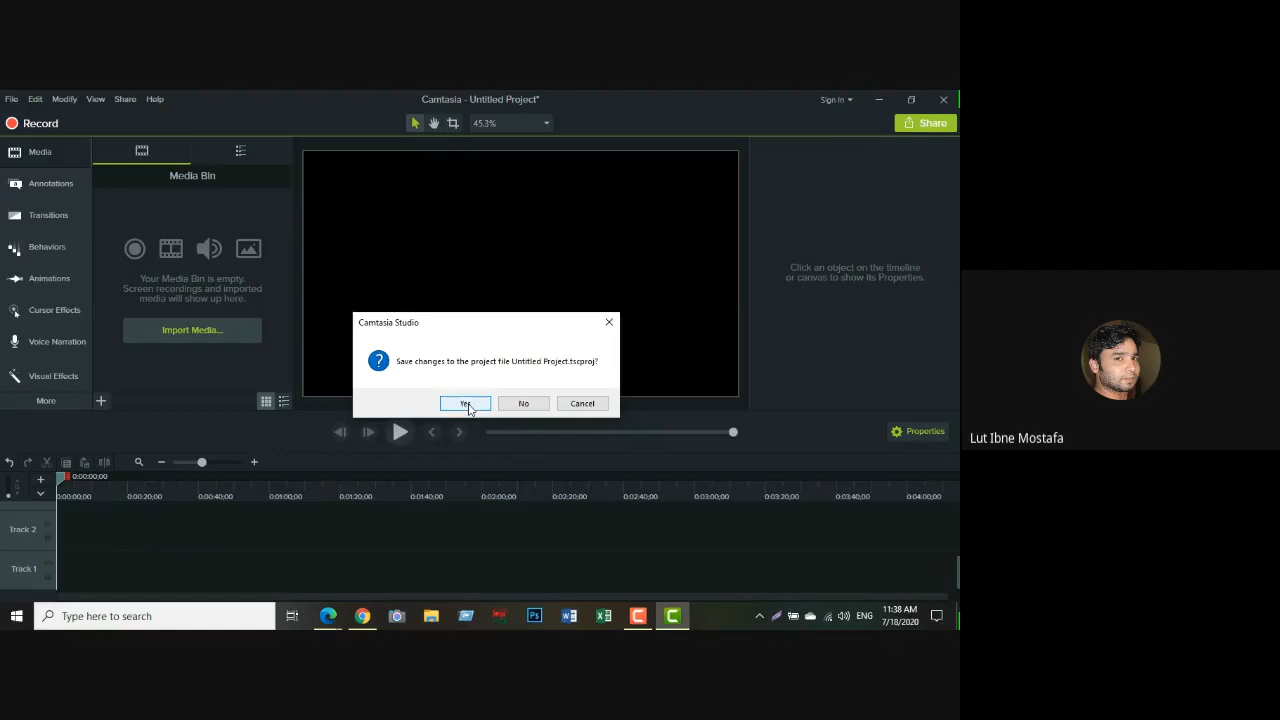 File Edit Modify View Share Help
Camtasia - Untitled Project*
Sign In
Record
45.3%
Share
Media
Annotations
Transitions
Behaviors
Animations
Cursor Effects
Voice Narration
Visual Effects
More
Media Bin
Your Media Bin is empty.
Screen recordings and imported
media will show up here.
Import Media...
Click an object on the timeline
or canvas to show its Properties.
Camtasia Studio
Save changes to the project file Untitled Project.tscproj?
Yes No Cancel
Properties
0:00:00;00
0:00:00;00 0:00:20;00 0:00:40;00 0:01:00;00 0:01:20;00 0:01:40;00 0:02:00;00 0:02:20;00 0:02:40;00 0:03:00;00 0:03:20;00 0:03:40;00 0:04:00;00
Track 2
Track 1
Type here to search
Ps
ENG
11:38 AM
7/18/2020
Lut Ibne Mostafa